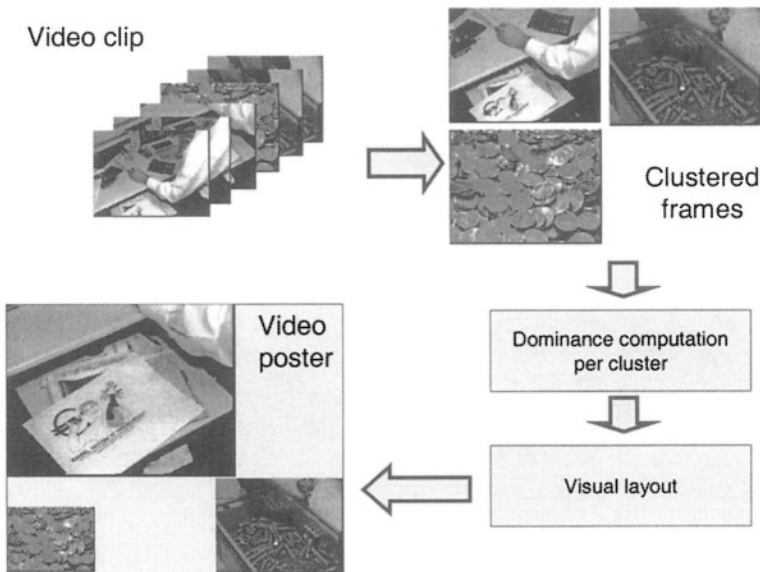 Video clip
Clustered
frames
Dominance computation
per cluster
Visual layout
Video
poster